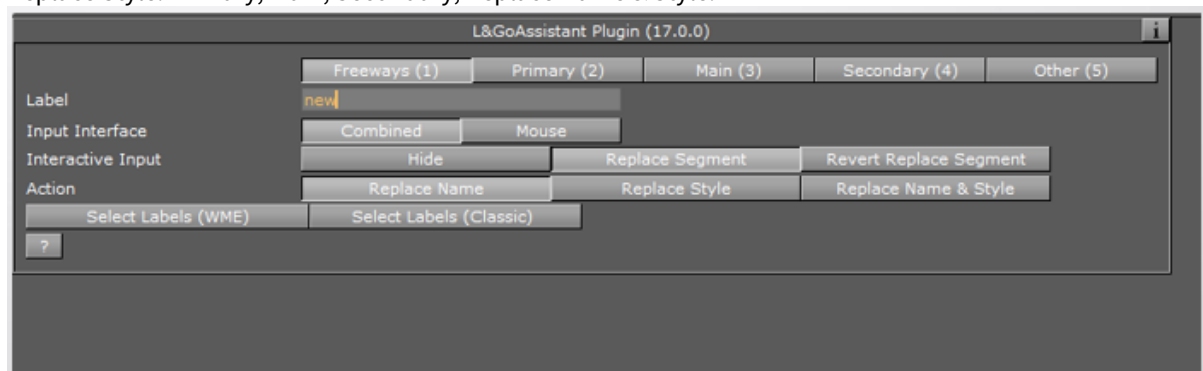 L&GoAssistant Plugin (17.0.0) i
Freeways (1) Primary (2) Main (3) Secondary (4) Other (5)
Label new
Input Interface Combined Mouse
Interactive Input Hide Replace Segment Revert Replace Segment
Action Replace Name Replace Style Replace Name & Style
Select Labels (WME) Select Labels (Classic)
?